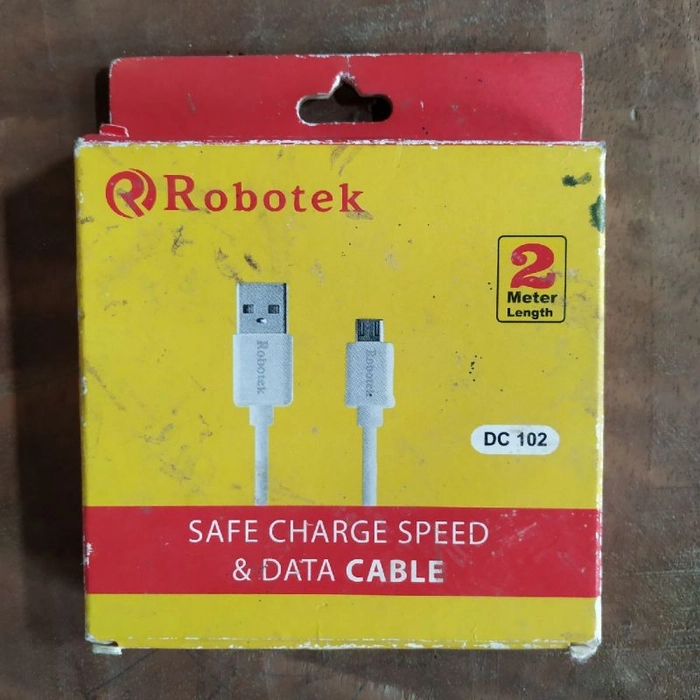 Robotek
2
Meter
Length
Robotek
Robotek
DC 102
SAFE CHARGE SPEED
& DATA CABLE